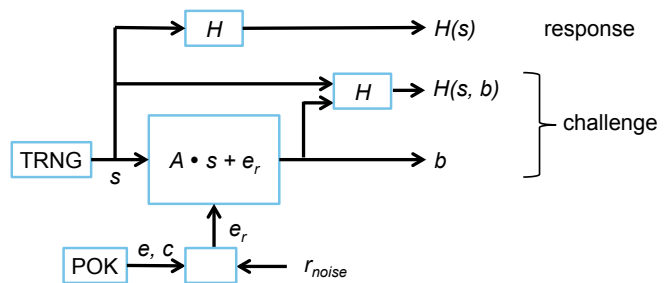 H H(s) response
H H(s, b)
challenge
TRNG s A • s + e_r b
e_r
POK e, c r_noise